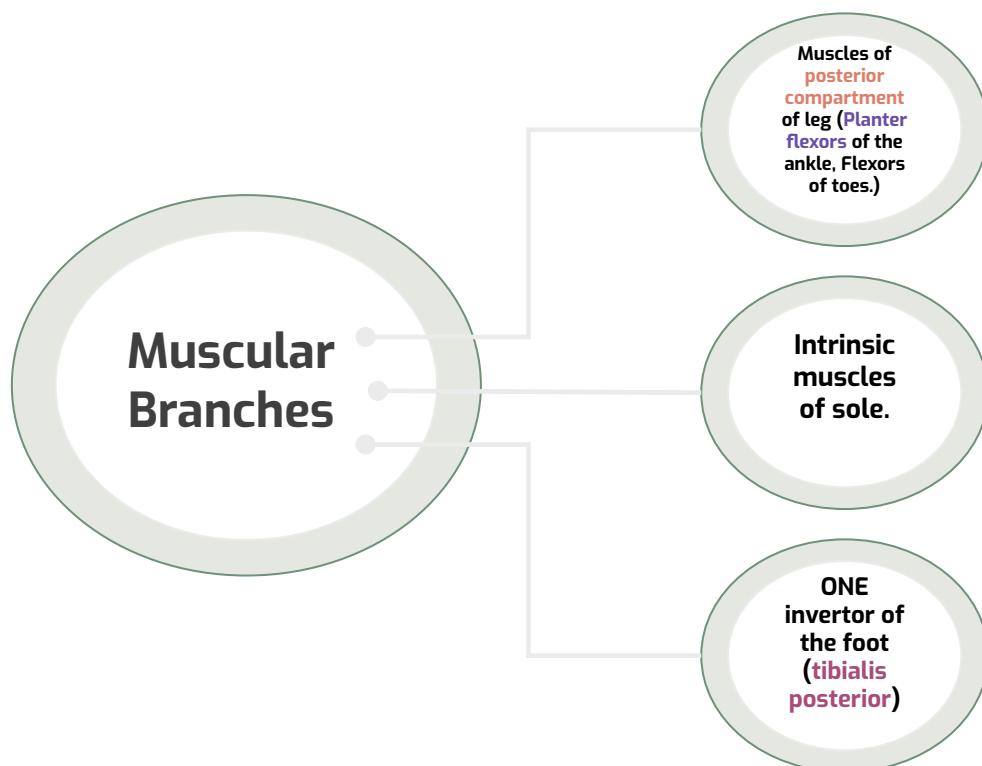 Muscular
Branches
Muscles of
posterior
compartment
of leg (Planter
flexors of the
ankle, Flexors
of toes.)
Intrinsic
muscles
of sole.
ONE
invertor of
the foot
(tibialis
posterior)